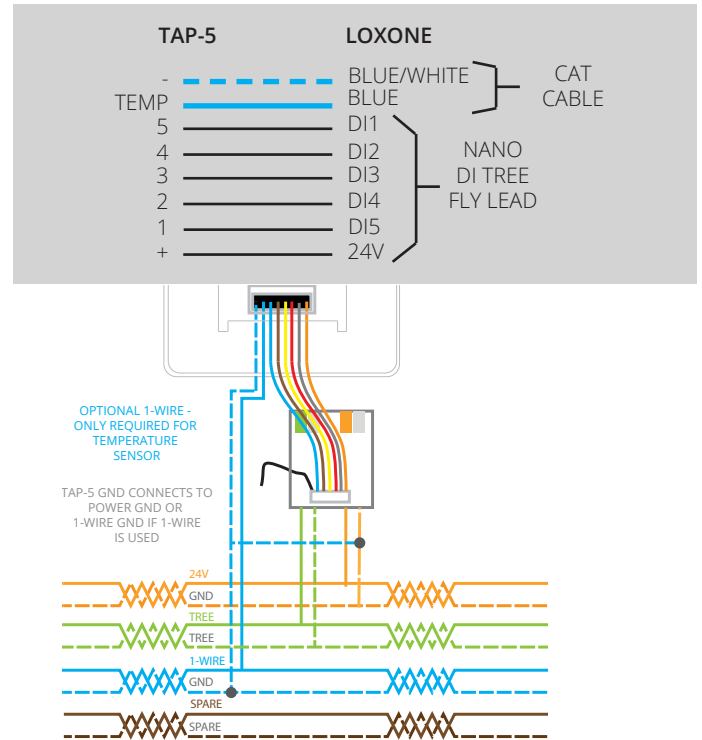 TAP-5 LOXONE
- BLUE/WHITE
TEMP BLUE
5 DI1
4 DI2
3 DI3
2 DI4
1 DI5
+ 24V
CAT
CABLE
NANO
DI TREE
FLY LEAD
OPTIONAL 1-WIRE -
ONLY REQUIRED FOR
TEMPERATURE
SENSOR
TAP-5 GND CONNECTS TO
POWER GND OR
1-WIRE GND IF 1-WIRE
IS USED
24V
GND
TREE
TREE
1-WIRE
GND
SPARE
SPARE